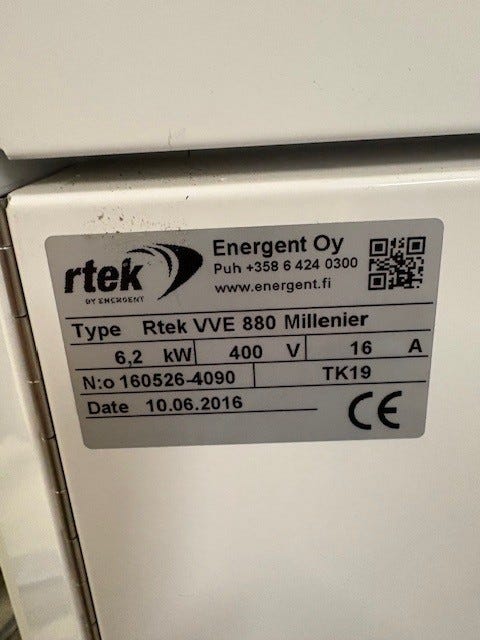 rtek
BY ENERGENT
Energent Oy
Puh +358 6 424 0300
www.energent.fi
Type Rtek VVE 880 Millenier
6,2 kW 400 V 16 A
N:o 160526-4090 TK19
Date 10.06.2016 CE